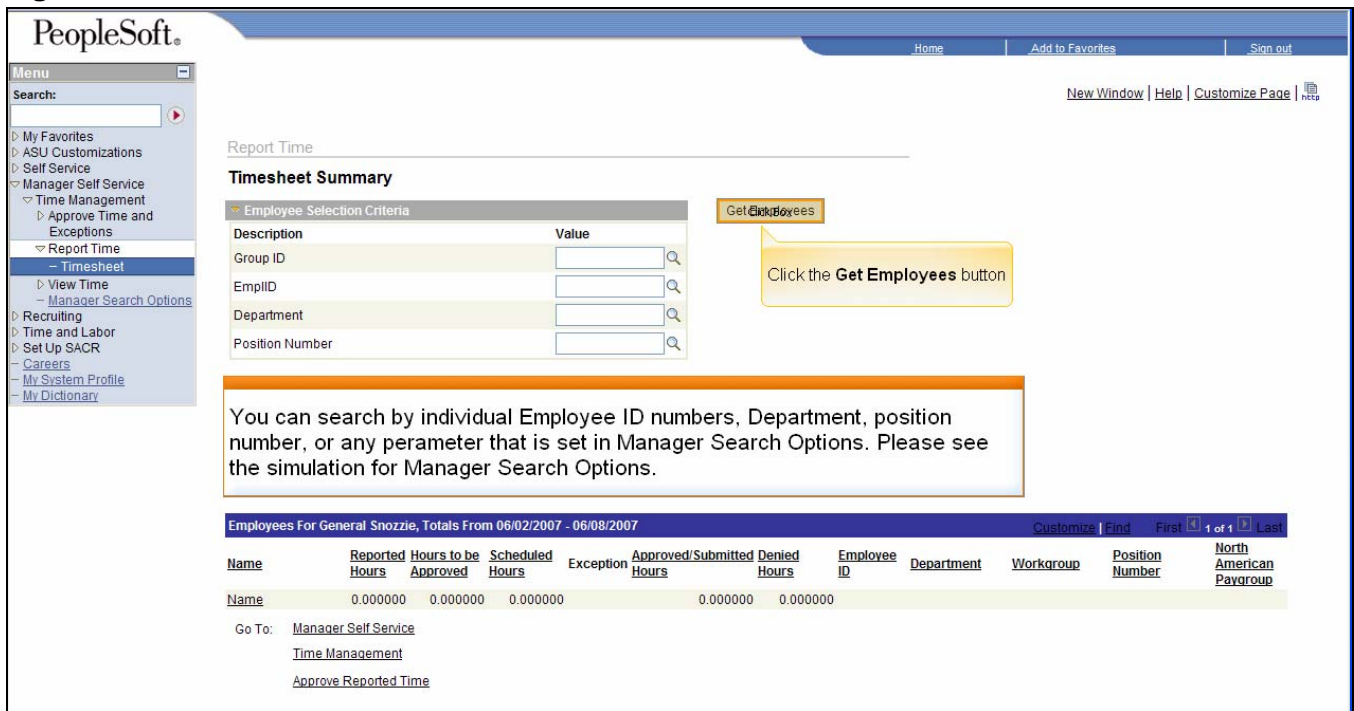 PeopleSoft®
Home
Add to Favorites
Sign out
Menu
Search:
My Favorites
ASU Customizations
Self Service
Manager Self Service
Time Management
Approve Time and
Exceptions
Report Time
– Timesheet
View Time
– Manager Search Options
Recruiting
Time and Labor
Set Up SACR
– Careers
– My System Profile
– My Dictionary
New Window | Help | Customize Page | http
Report Time
Timesheet Summary
Employee Selection Criteria
Description Value
Group ID
EmplID
Department
Position Number
Get Employees
Click the Get Employees button
You can search by individual Employee ID numbers, Department, position
number, or any perameter that is set in Manager Search Options. Please see
the simulation for Manager Search Options.
Employees For General Snozzie, Totals From 06/02/2007 - 06/08/2007 Customize | Find First 1 of 1 Last
Name Reported Hours Hours to be Approved Scheduled Hours Exception Approved/Submitted Hours Denied Hours Employee ID Department Workgroup Position Number North American Paygroup
Name 0.000000 0.000000 0.000000 0.000000 0.000000
Go To: Manager Self Service
Time Management
Approve Reported Time